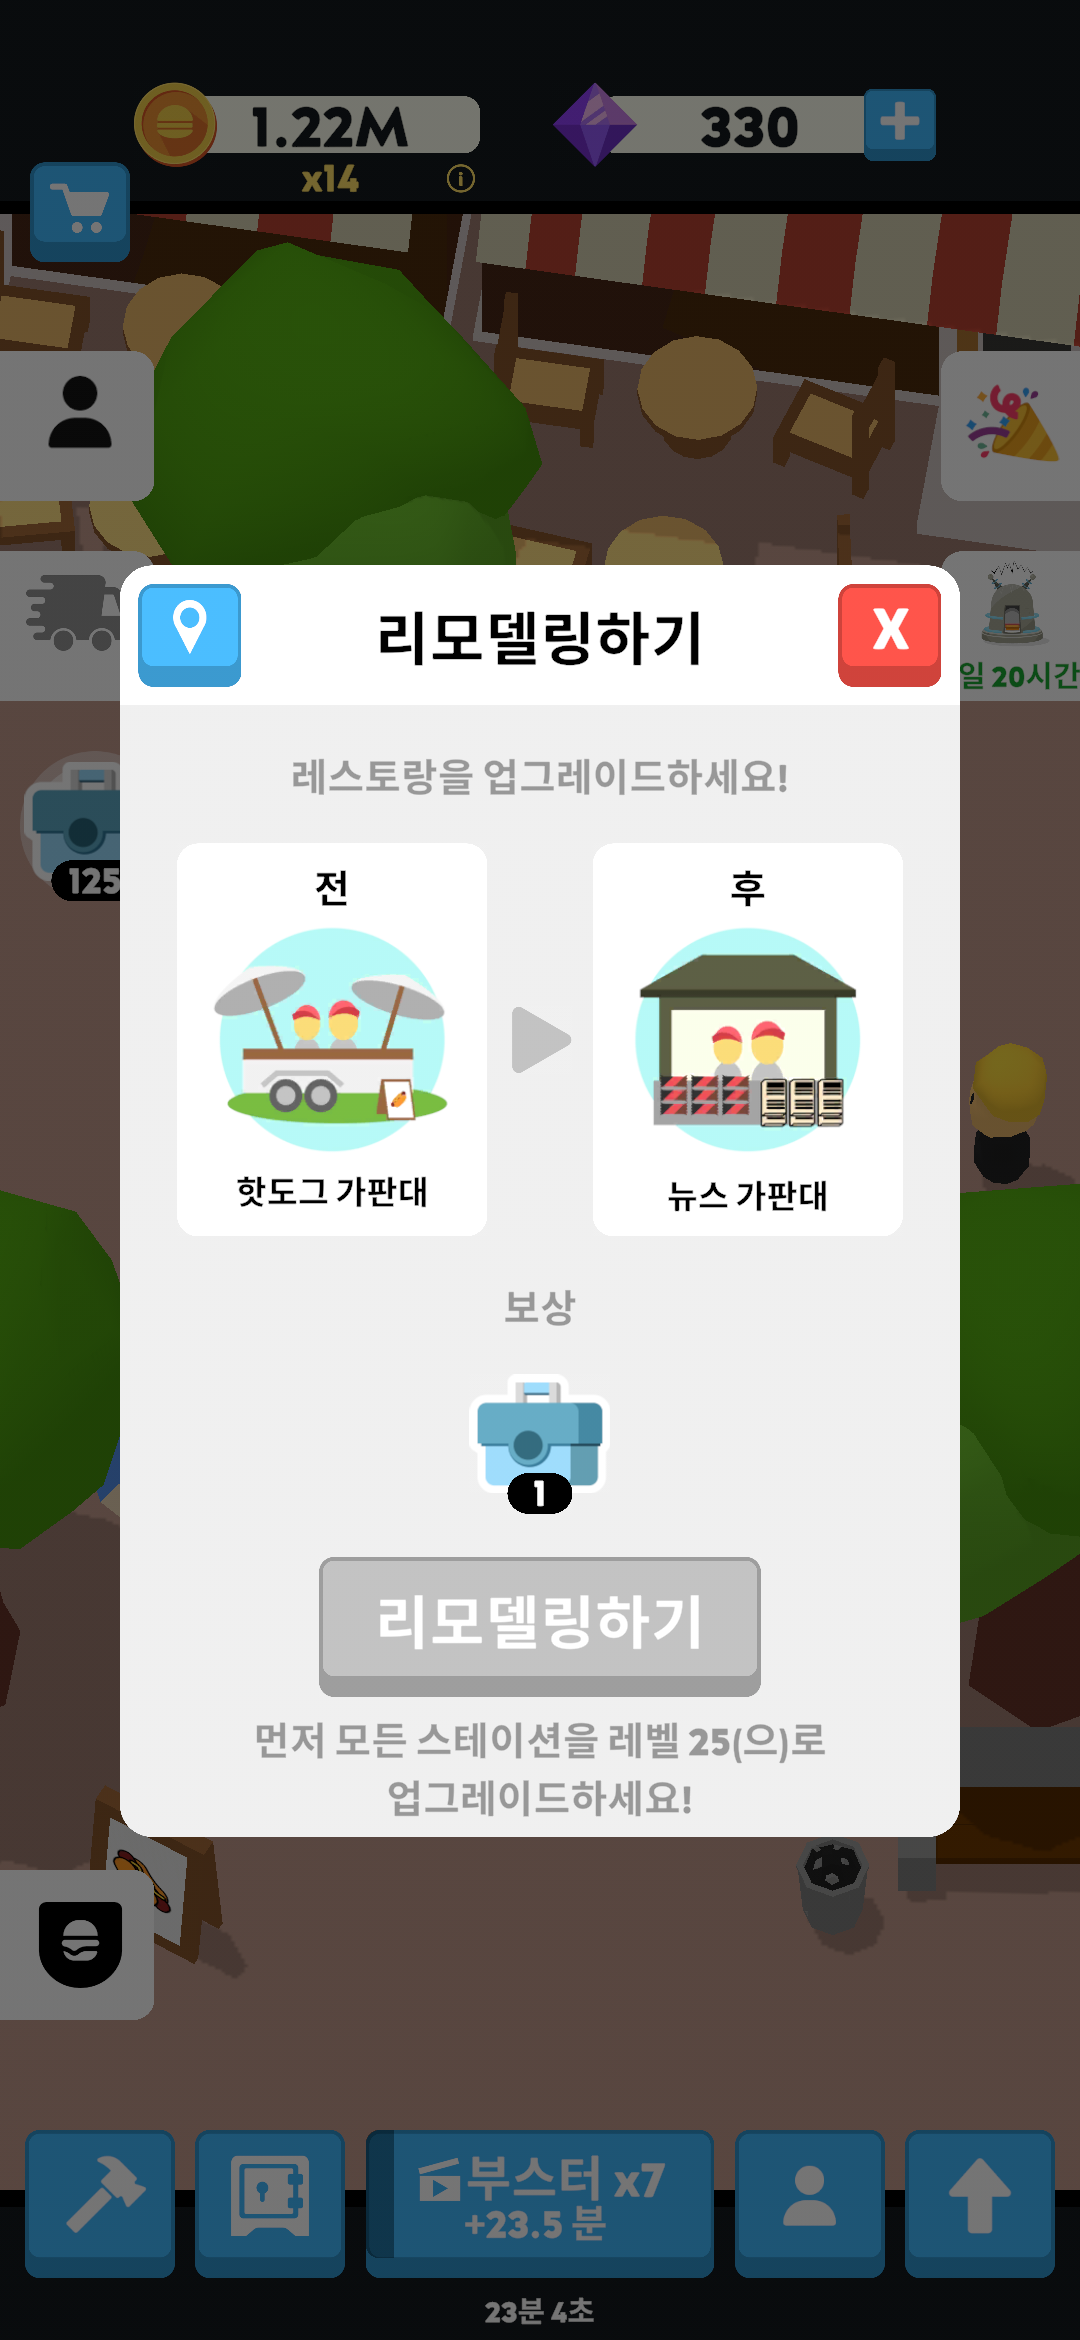 1.22M
330
x14
리모델링하기
X
일 20시간
레스토랑을 업그레이드하세요!
125
전
후
핫도그 가판대
뉴스 가판대
보상
1
리모델링하기
먼저 모든 스테이션을 레벨 25(으)로
업그레이드하세요!
부스터 x7
+23.5 분
23분 4초